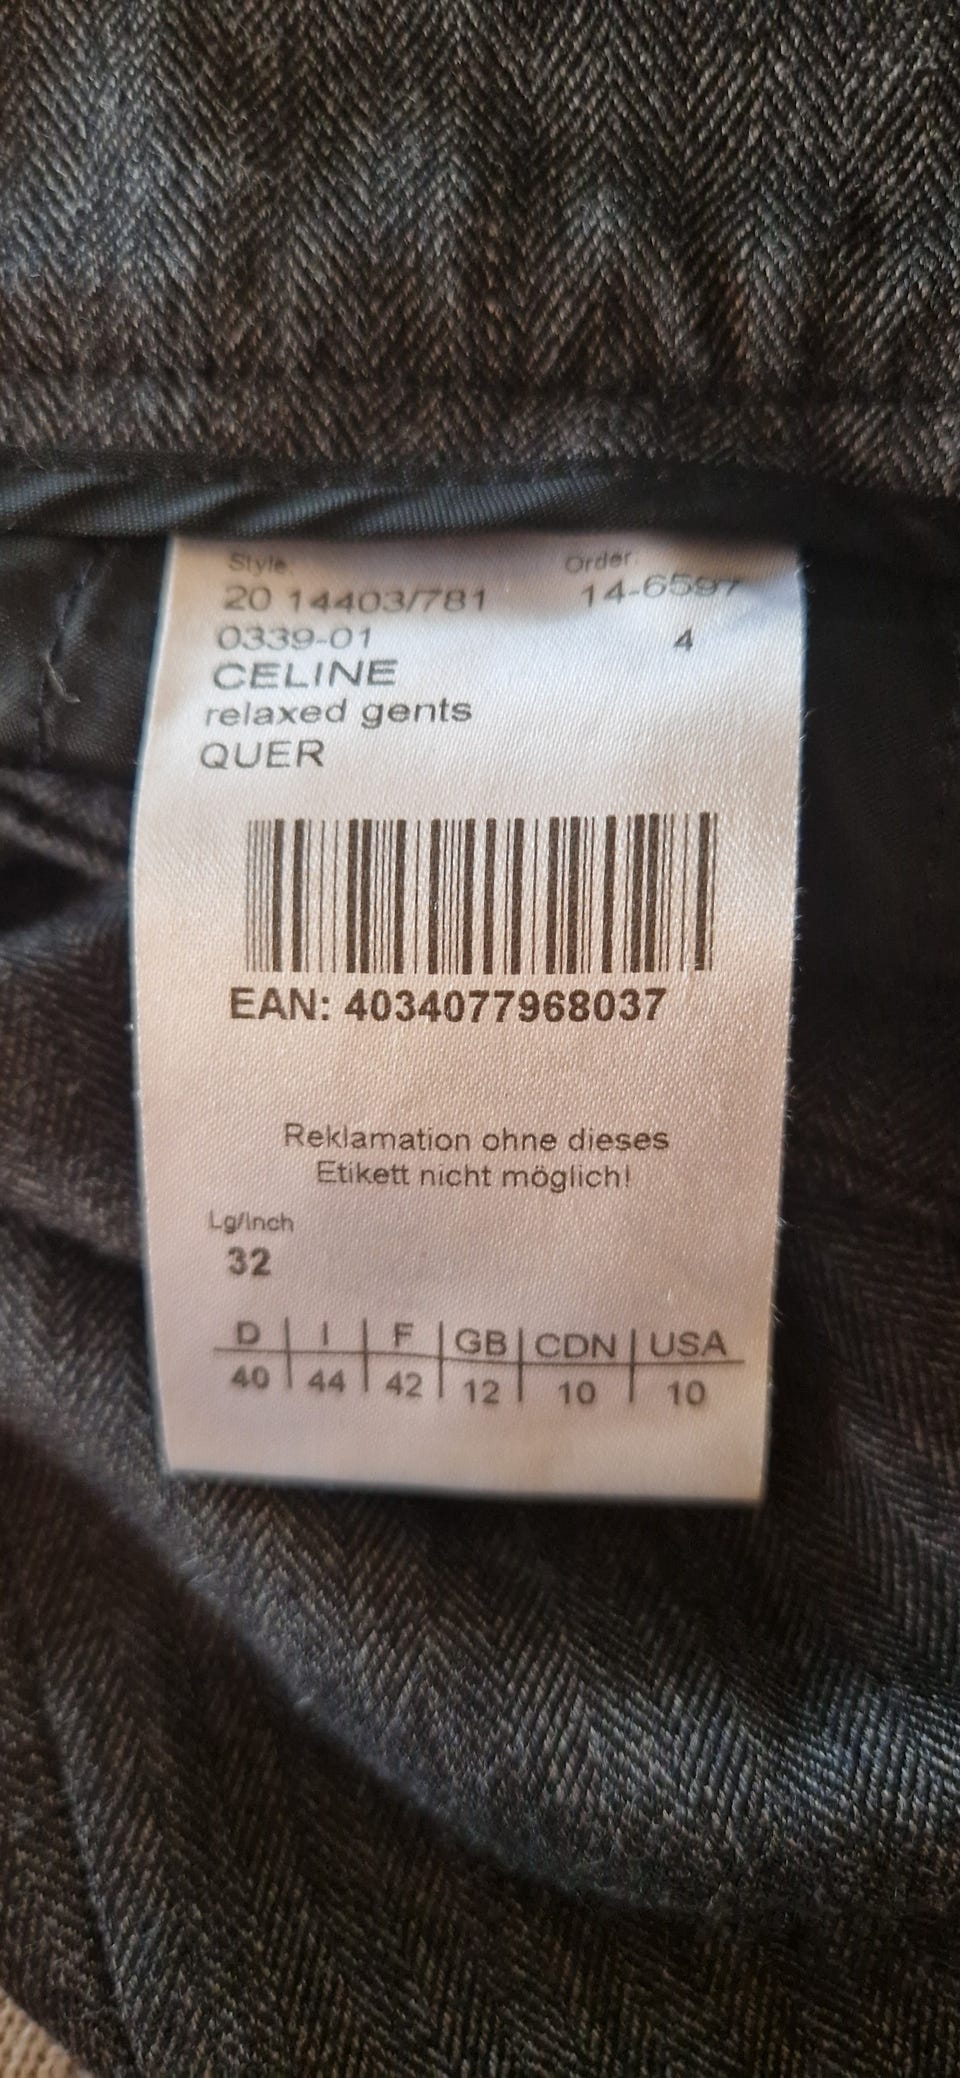 Style: Order:
20 14403/781 14-6597
0339-01 4
CELINE
relaxed gents
QUER
EAN: 4034077968037
Reklamation ohne dieses
Etikett nicht möglich!
Lg/Inch
32
D | I | F | GB | CDN | USA
40 | 44 | 42 | 12 | 10 | 10